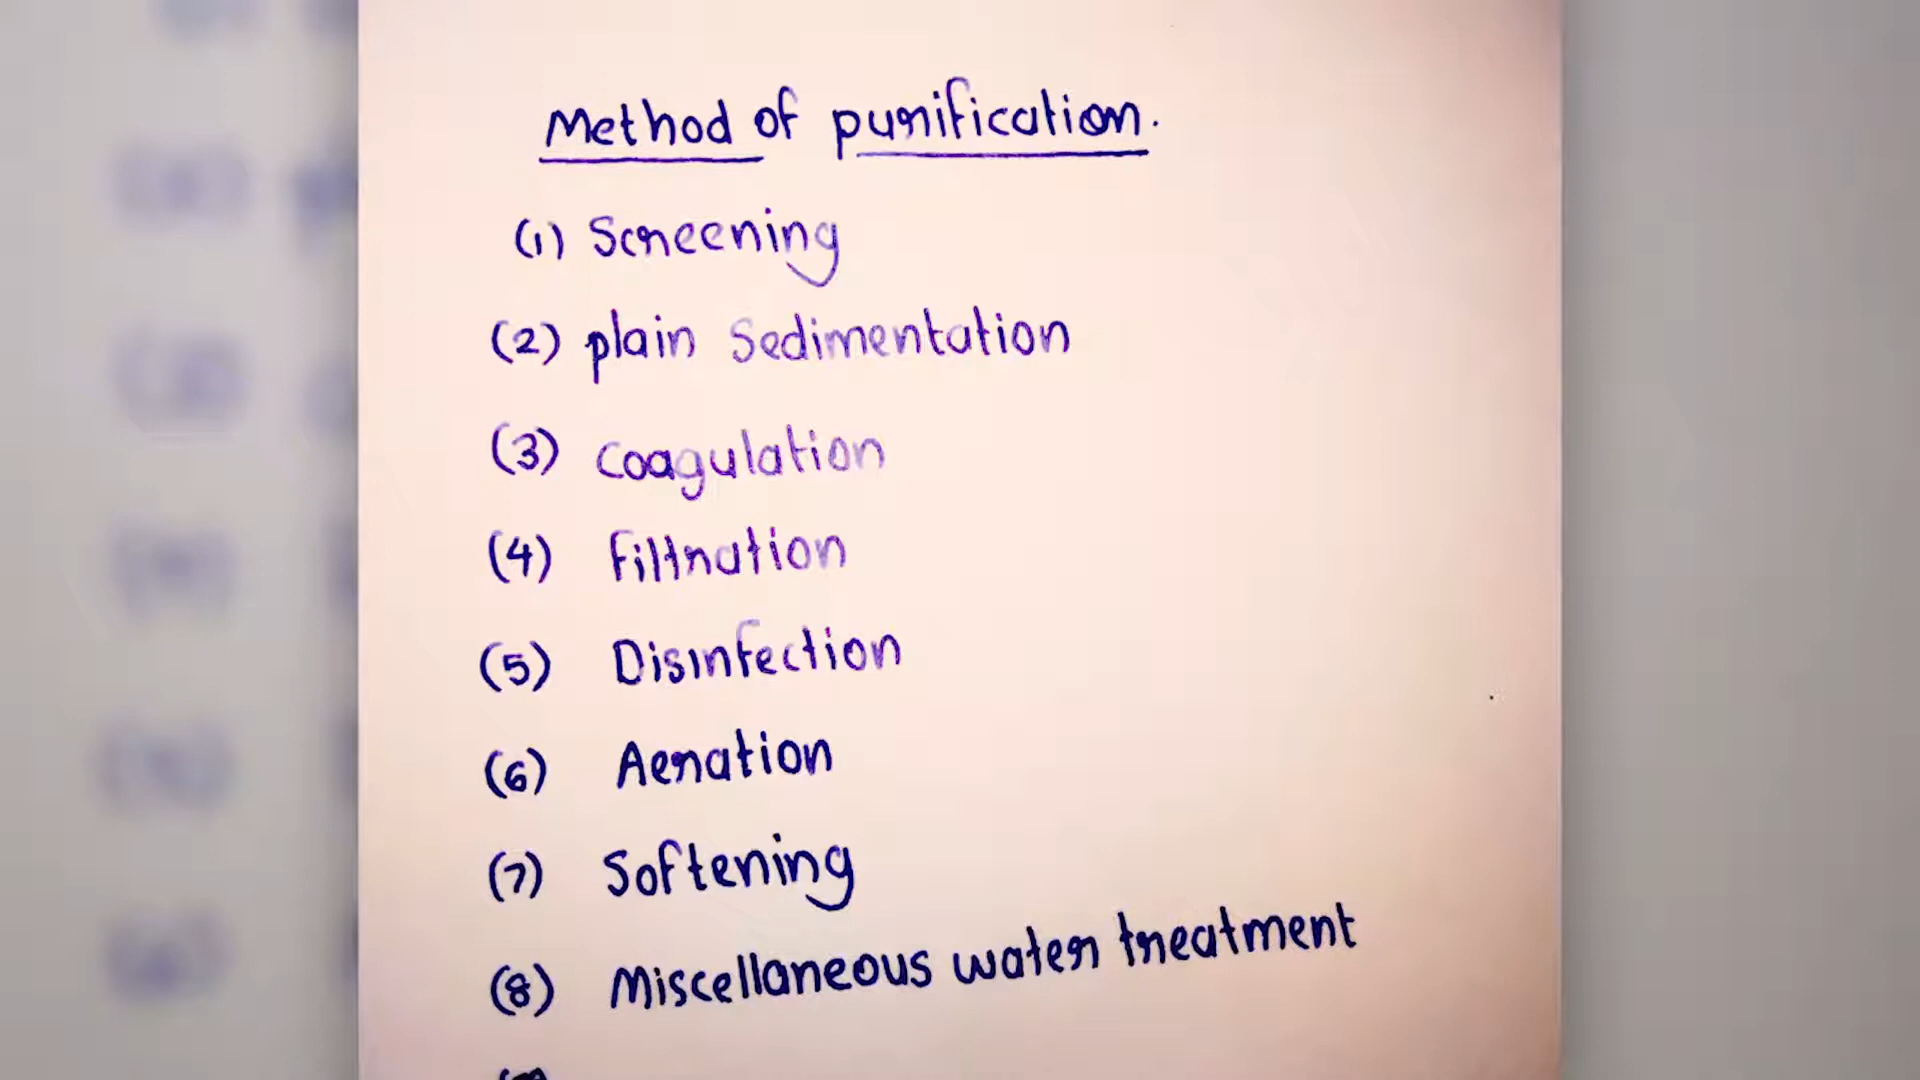 Method of purification.
(1) Screening
(2) plain sedimentation
(3) coagulation
(4) filtration
(5) Disinfection
(6) Aeration
(7) Softening
(8) Miscellaneous water treatment